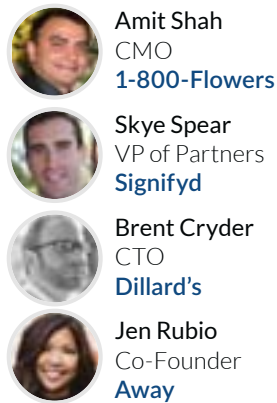 Amit Shah
CMO
1-800-Flowers
Skye Spear
VP of Partners
Signifyd
Brent Cryder
CTO
Dillard’s
Jen Rubio
Co-Founder
Away